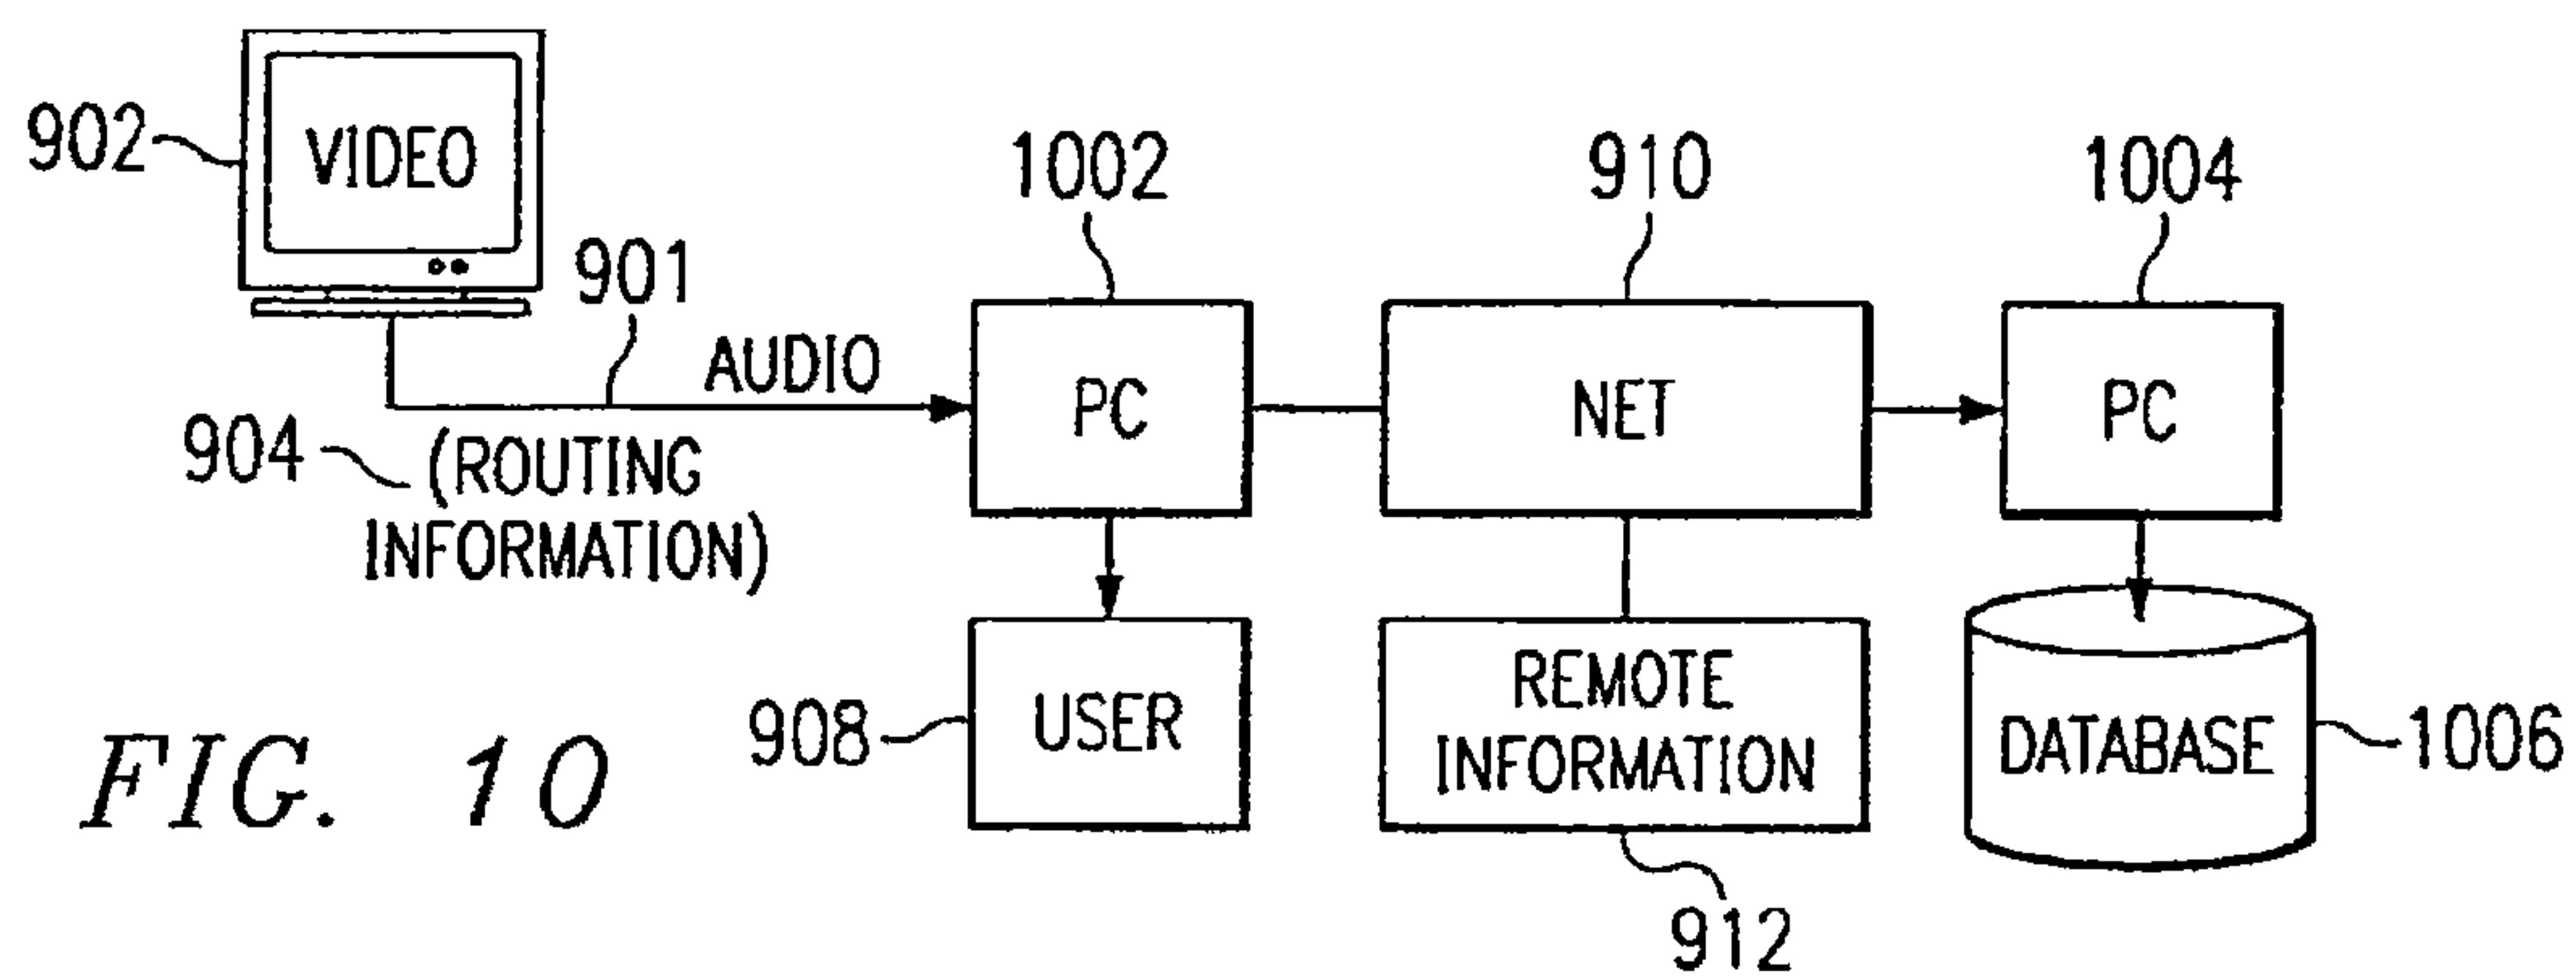 902
VIDEO
901
1002
910
1004
AUDIO
904
(ROUTING
INFORMATION)
PC
NET
PC
908
USER
REMOTE
INFORMATION
DATABASE
1006
912
FIG. 10